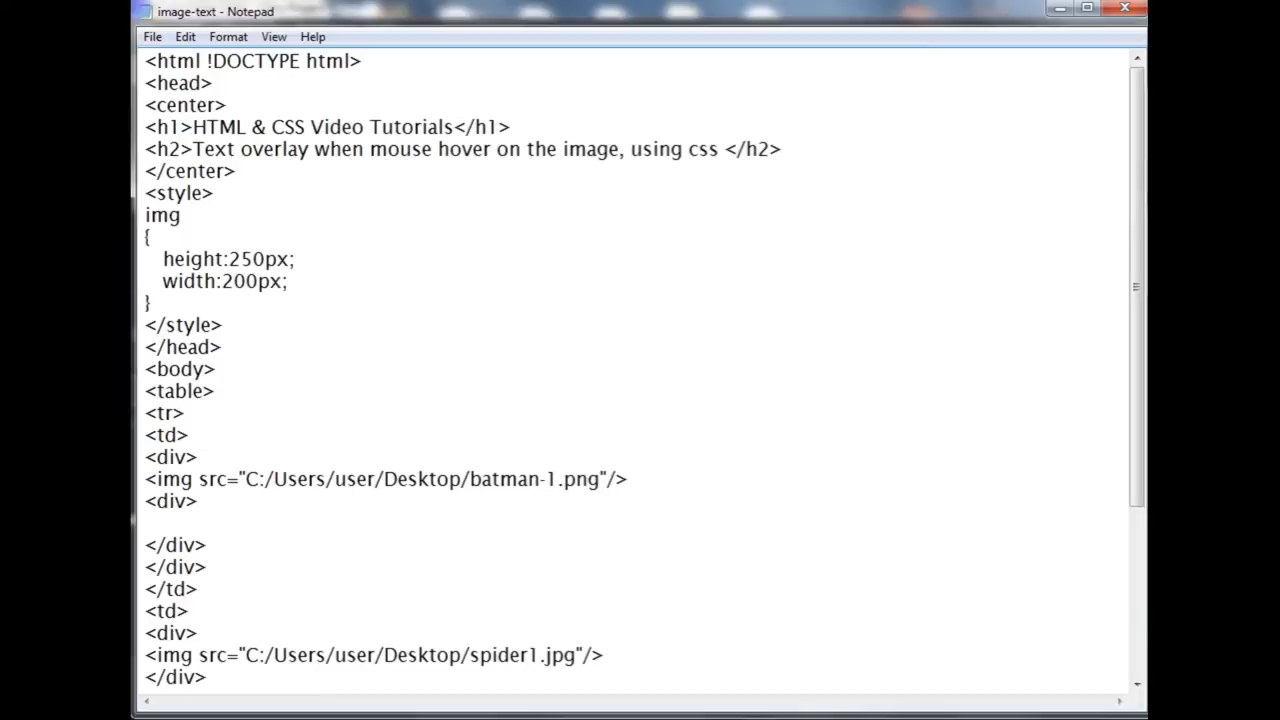 image-text - Notepad
File Edit Format View Help
<html !DOCTYPE html>
<head>
<center>
<h1>HTML & CSS Video Tutorials</h1>
<h2>Text overlay when mouse hover on the image, using css </h2>
</center>
<style>
img
{
height:250px;
width:200px;
}
</style>
</head>
<body>
<table>
<tr>
<td>
<div>
<img src="C:/Users/user/Desktop/batman-1.png"/>
<div>
</div>
</div>
</td>
<td>
<div>
<img src="C:/Users/user/Desktop/spider1.jpg"/>
</div>